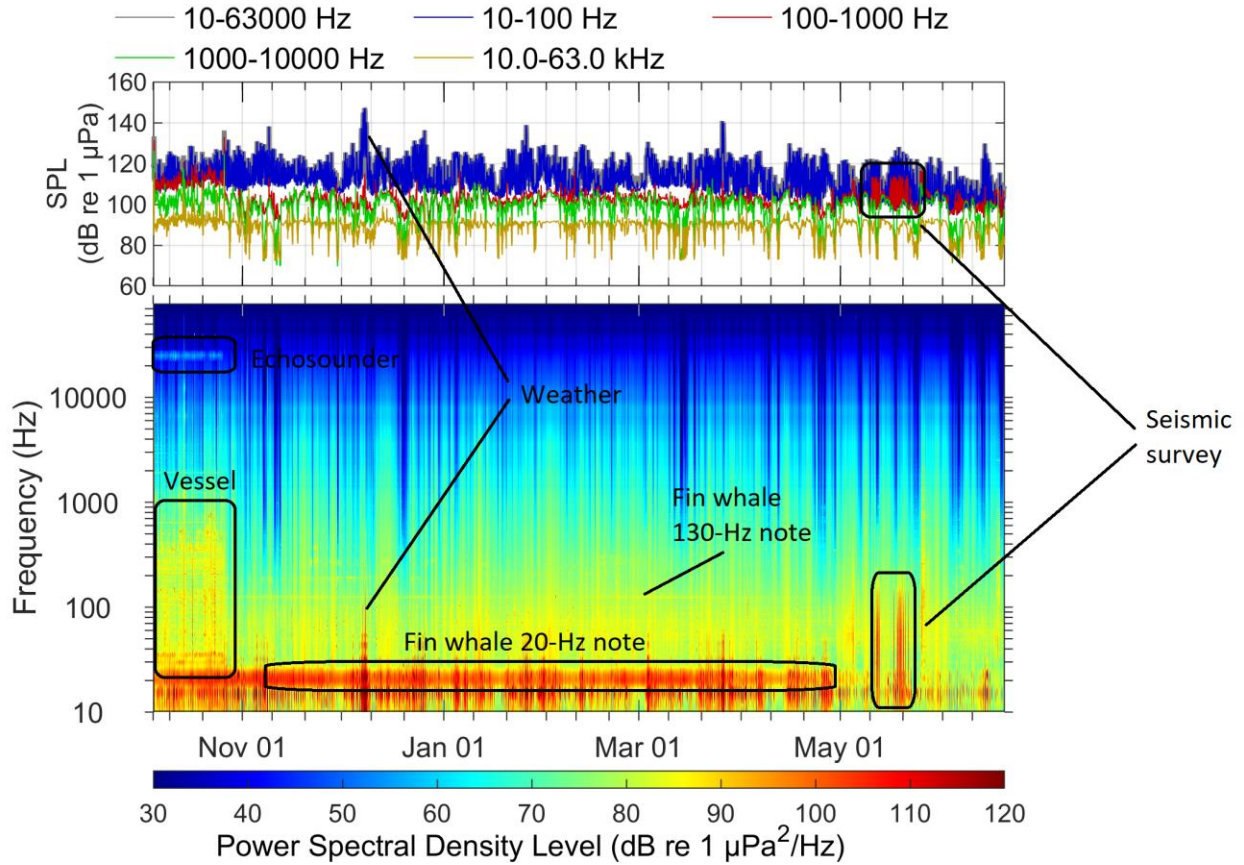 10-63000 Hz 10-100 Hz 100-1000 Hz
1000-10000 Hz 10.0-63.0 kHz
160
140
120
100
80
60
SPL
(dB re 1 µPa)
Echosounder
Weather
Vessel
Seismic
survey
Fin whale
130-Hz note
Fin whale 20-Hz note
10000
1000
100
10
Frequency (Hz)
Nov 01 Jan 01 Mar 01 May 01
30 40 50 60 70 80 90 100 110 120
Power Spectral Density Level (dB re 1 µPa²/Hz)